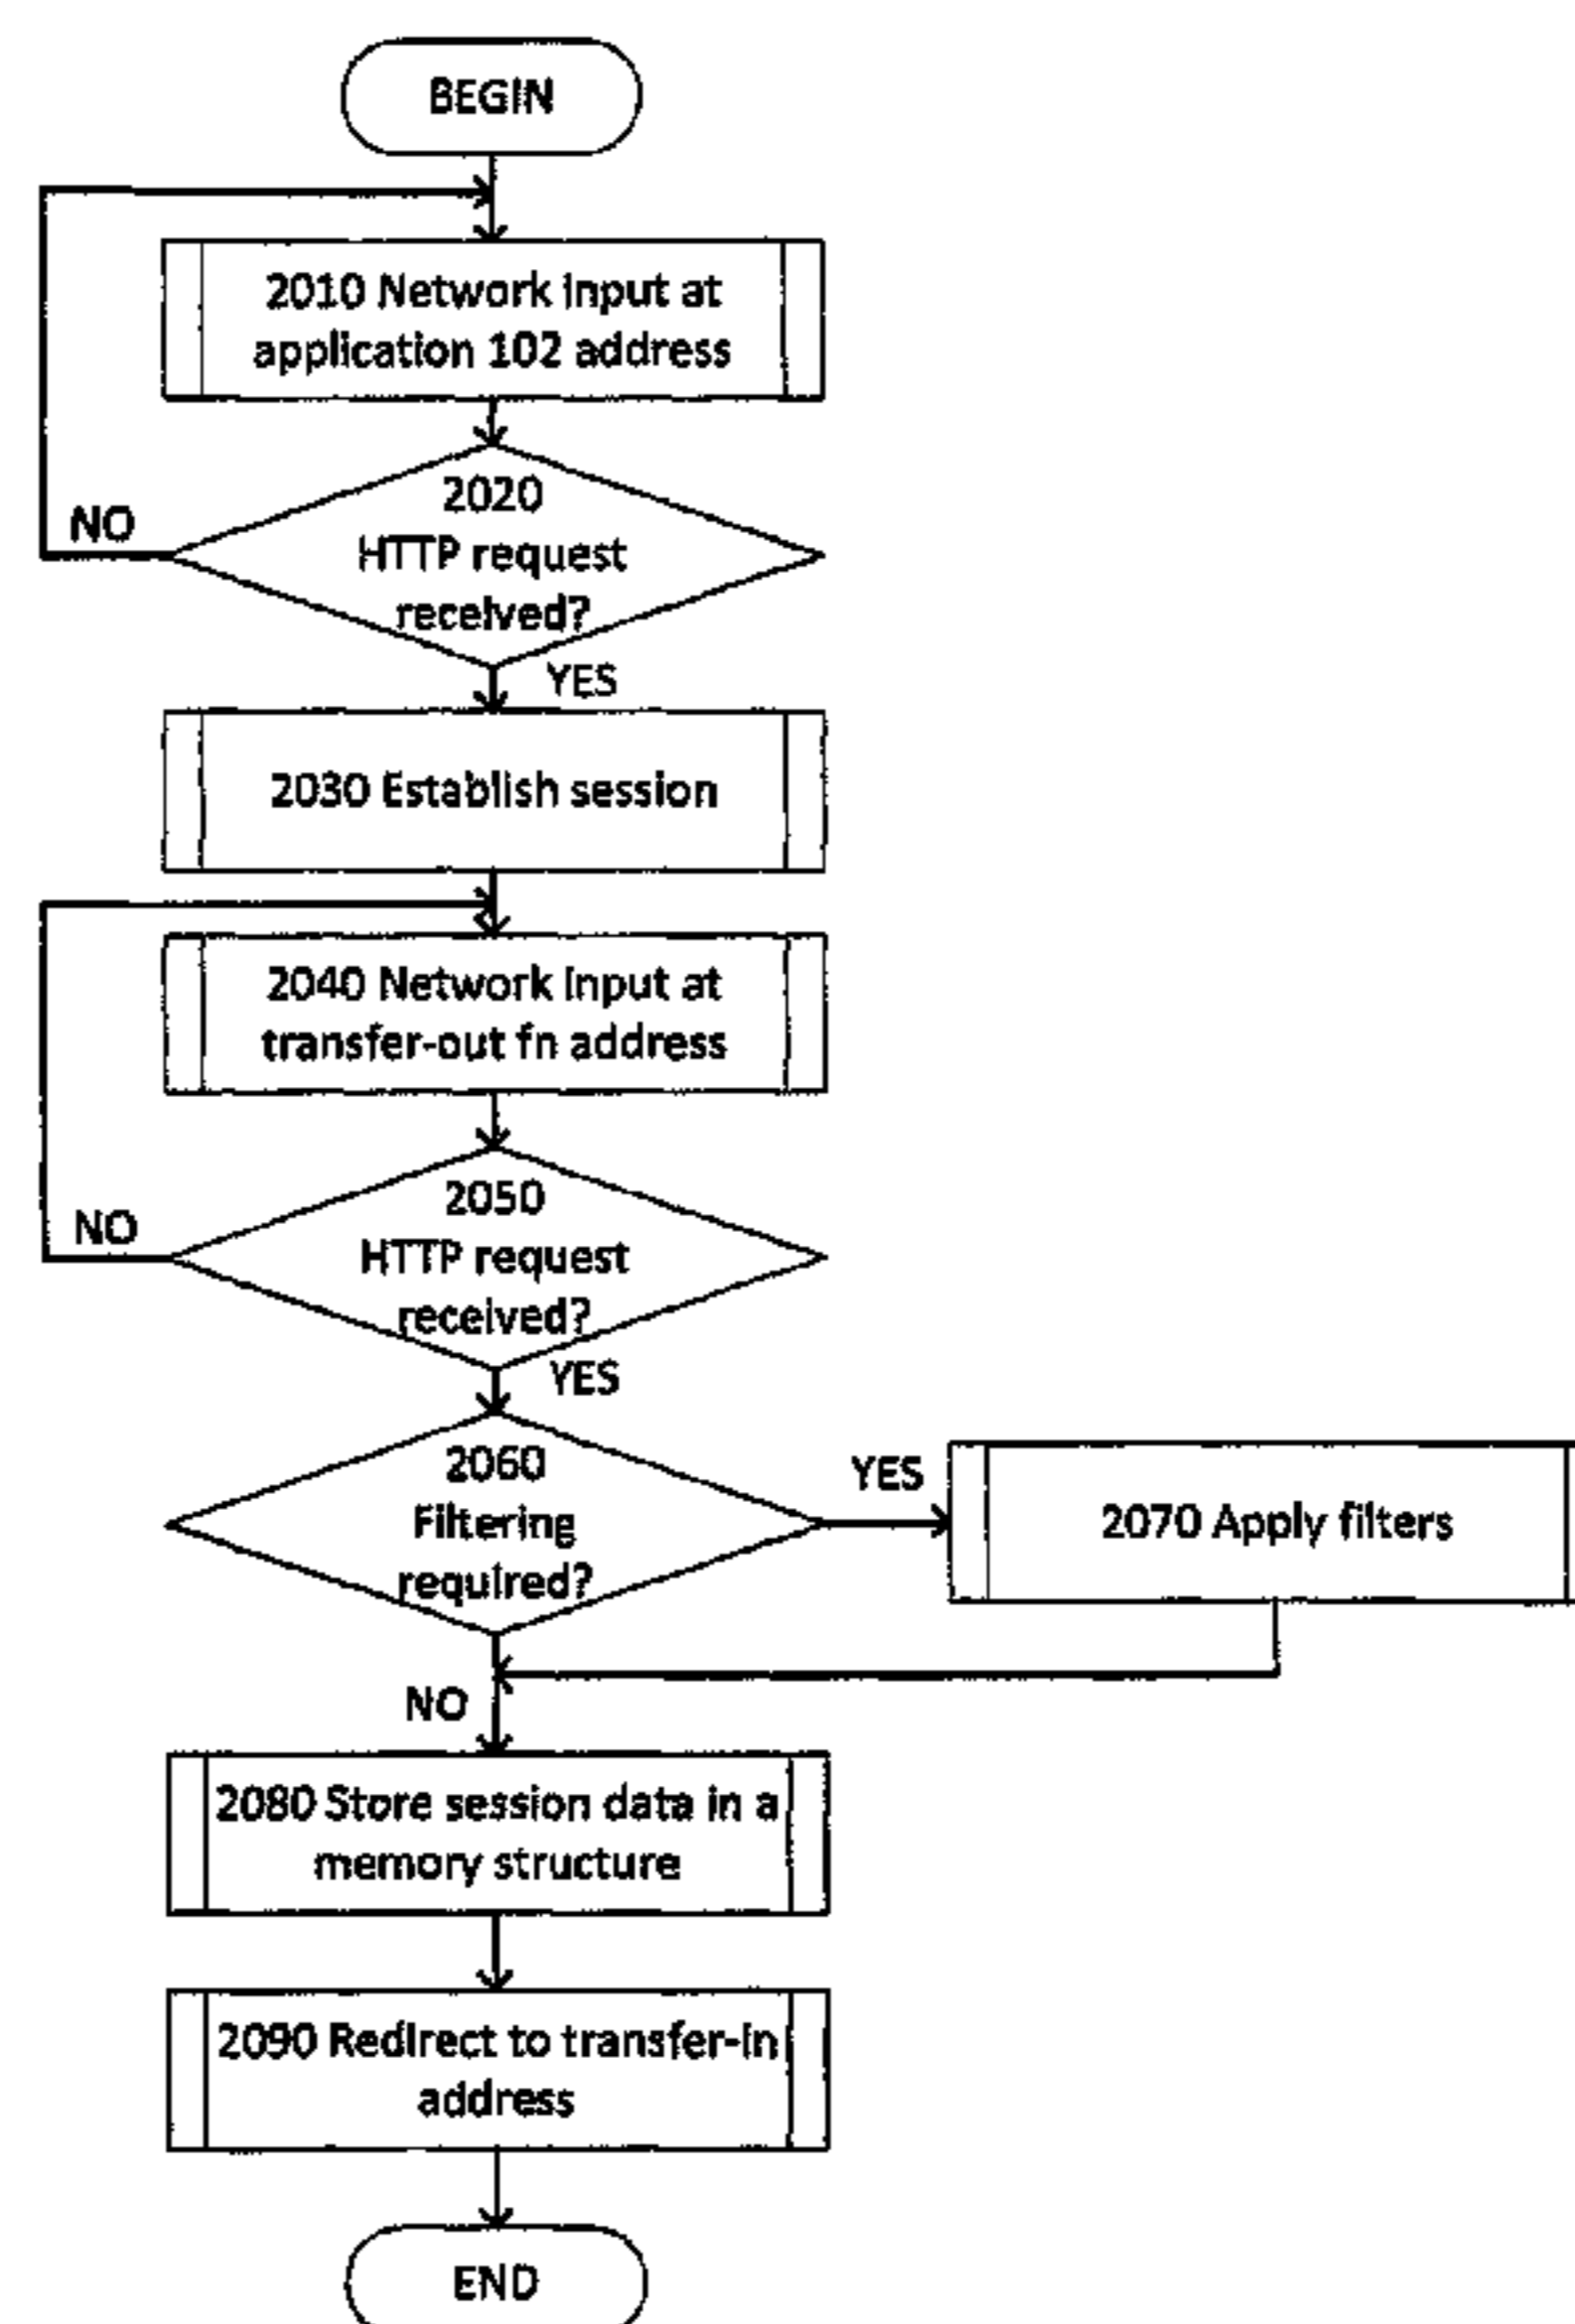 BEGIN
2010 Network input at
application 102 address
2020
HTTP request
received?
NO
YES
2030 Establish session
2040 Network input at
transfer-out fn address
2050
HTTP request
received?
NO
YES
2060
Filtering
required?
YES
2070 Apply filters
NO
2080 Store session data in a
memory structure
2090 Redirect to transfer-in
address
END